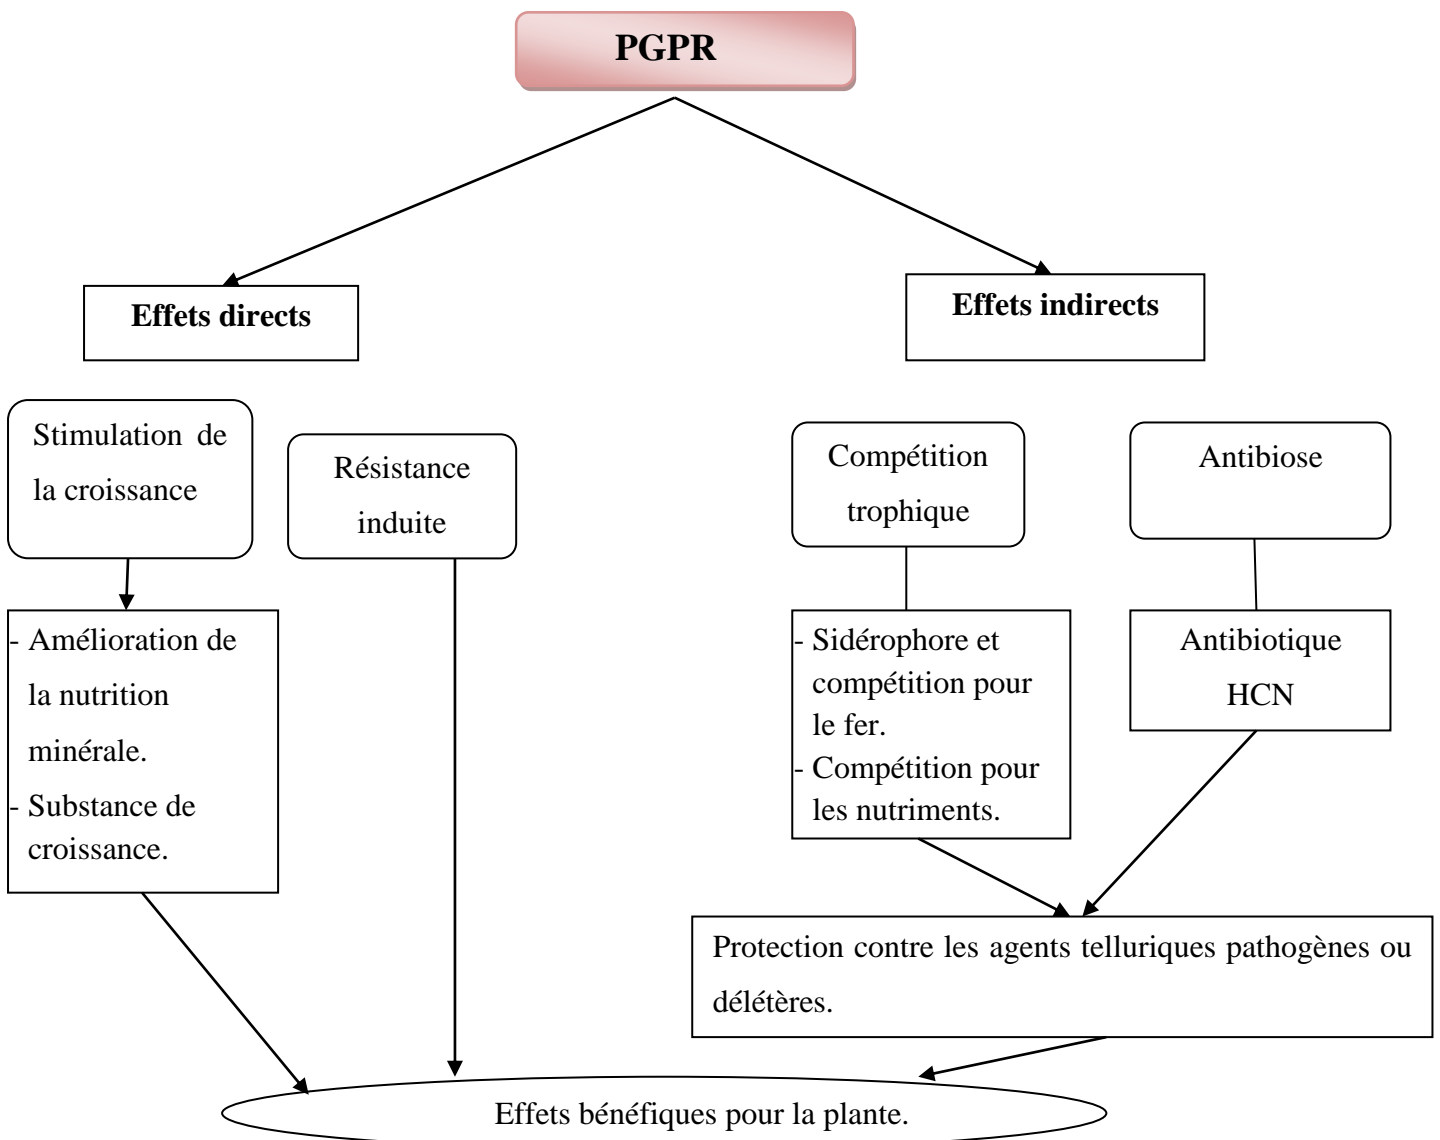 PGPR
Effets directs
Effets indirects
Stimulation de
la croissance
Résistance
induite
Compétition
trophique
Antibiose
- Amélioration de
la nutrition
minérale.
- Substance de
croissance.
- Sidérophore et
compétition pour
le fer.
- Compétition pour
les nutriments.
Antibiotique
HCN
Protection contre les agents telluriques pathogènes ou
délétères.
Effets bénéfiques pour la plante.